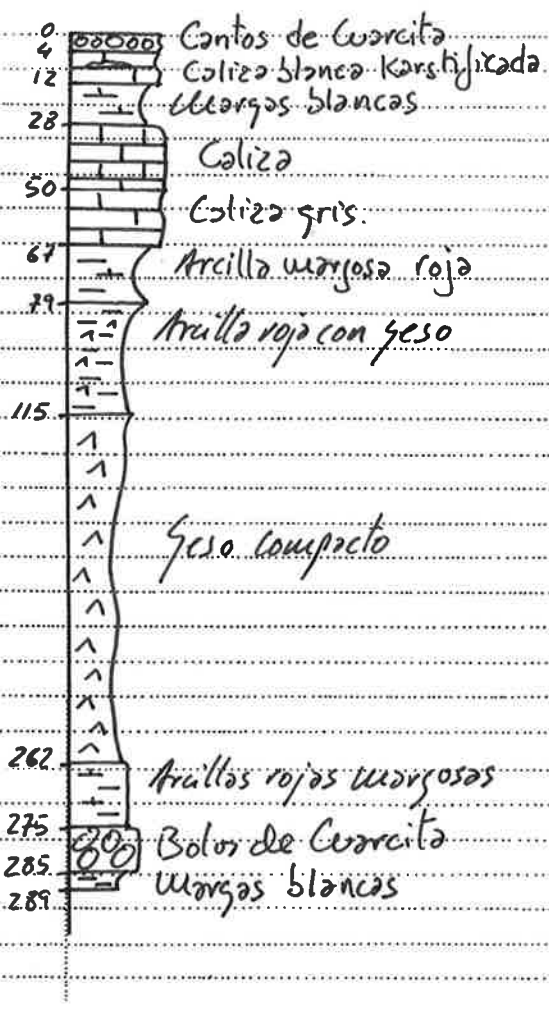 0
Cantos de Cuarcita
4
Caliza blanca Karstificada
12
Margas blancas
28
Caliza
50
Caliza gris.
67
Arcilla margosa roja
79
Arcilla roja con yeso
115
Yeso compacto
262
Arcillas rojas margosas
275
Bolos de Cuarcita
285
Margas blancas
289